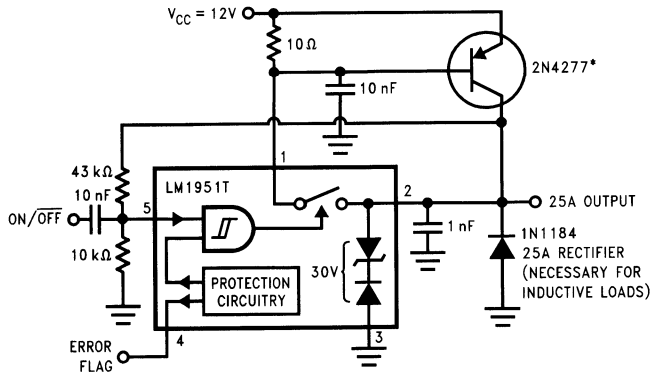 VCC = 12V
10Ω
2N4277*
10 nF
1
43 kΩ
LM1951T
2
10 nF
ON/OFF
5
25A OUTPUT
1 nF
1N1184
10 kΩ
25A RECTIFIER
30V
(NECESSARY FOR
PROTECTION
INDUCTIVE LOADS)
CIRCUITRY
4
3
ERROR
FLAG